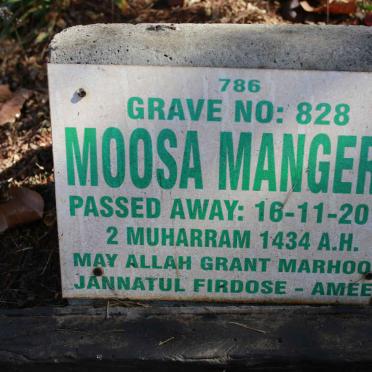 786
GRAVE NO: 828
MOOSA MANGER
PASSED AWAY: 16-11-20
2 MUHARRAM 1434 A.H.
MAY ALLAH GRANT MARHOO
JANNATUL FIRDOSE - AMEE